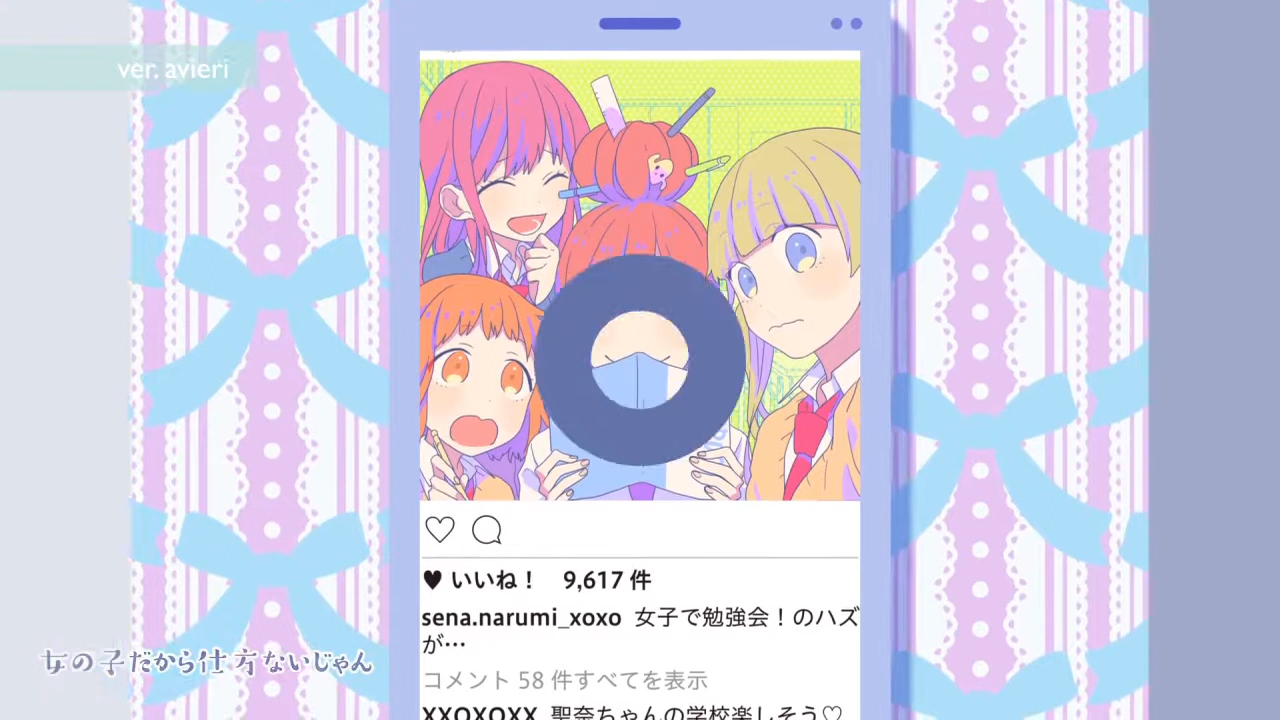 ver. avieri
♥ いいね！ 9,617 件
sena.narumi_xoxo 女子で勉強会！のハズ
が…
コメント 58 件すべてを表示
XXOXOXX 聖奈ちゃんの学校楽しそう♡
女の子だから仕方ないじゃん